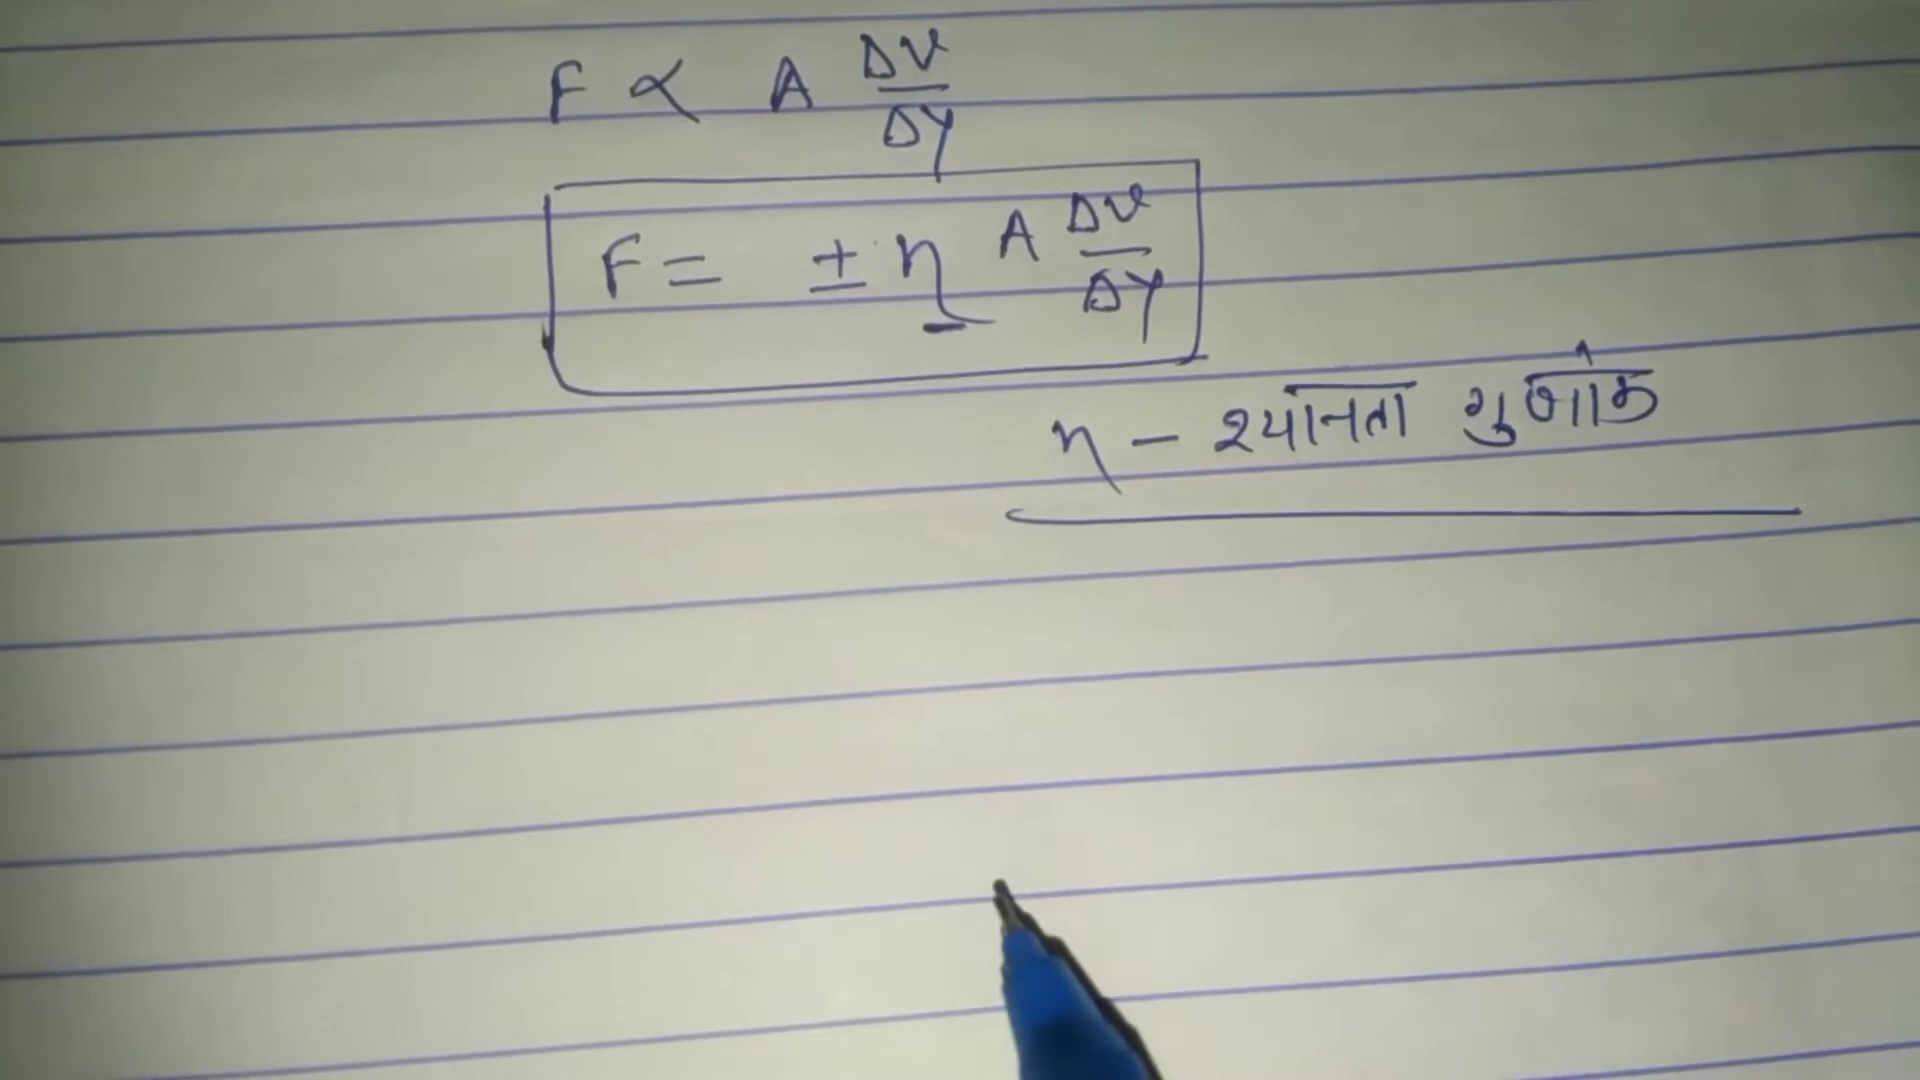 F ∝ A Δv/Δy
F = ± η A Δv/Δy
η – श्यानता गुणांक